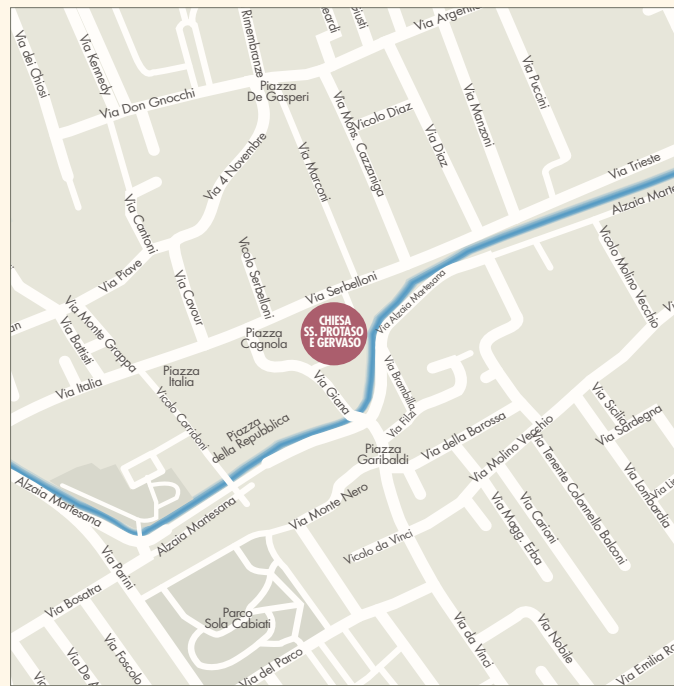 Via dei Chiosi
Via Kennedy
Rimembranze
Via Argen
Via Don Gnocchi
Piazza
De Gasperi
Vicolo Diaz
Via Mons. Cazzaniga
Via Diaz
Via Manzoni
Via Puccini
Via Trieste
Via 4 Novembre
Via Marconi
Via Cantoni
Via Piave
Via Cavour
Vicolo Serbelloni
Via Serbelloni
Alzaia Marte
Vicolo Molino Vecchio
Via Alzaia Martesana
CHIESA
SS. PROTASO
E GERVASO
Piazza
Cagnola
Via Monte Grappa
Via Battisti
Via Italia
Piazza
Italia
Vicolo Corridoni
Piazza
della Repubblica
Via Giana
Via Brambilla
Via Filzi
Piazza
Garibaldi
Via della Barossa
Via Molino Vecchio
Via Sicilia
Via Sardegna
Via Lombardia
Via Tenente Colonnello Balconi
Via Carioni
Via Magg. Erba
Alzaia Martesana
Alzaia Martesana
Via Monte Nero
Vicolo da Vinci
Via Parini
Via Bosatra
Parco
Sola Cabiati
Via Foscolo
Via De A
Via del Parco
Via da Vinci
Via Nobile
Via Emilia